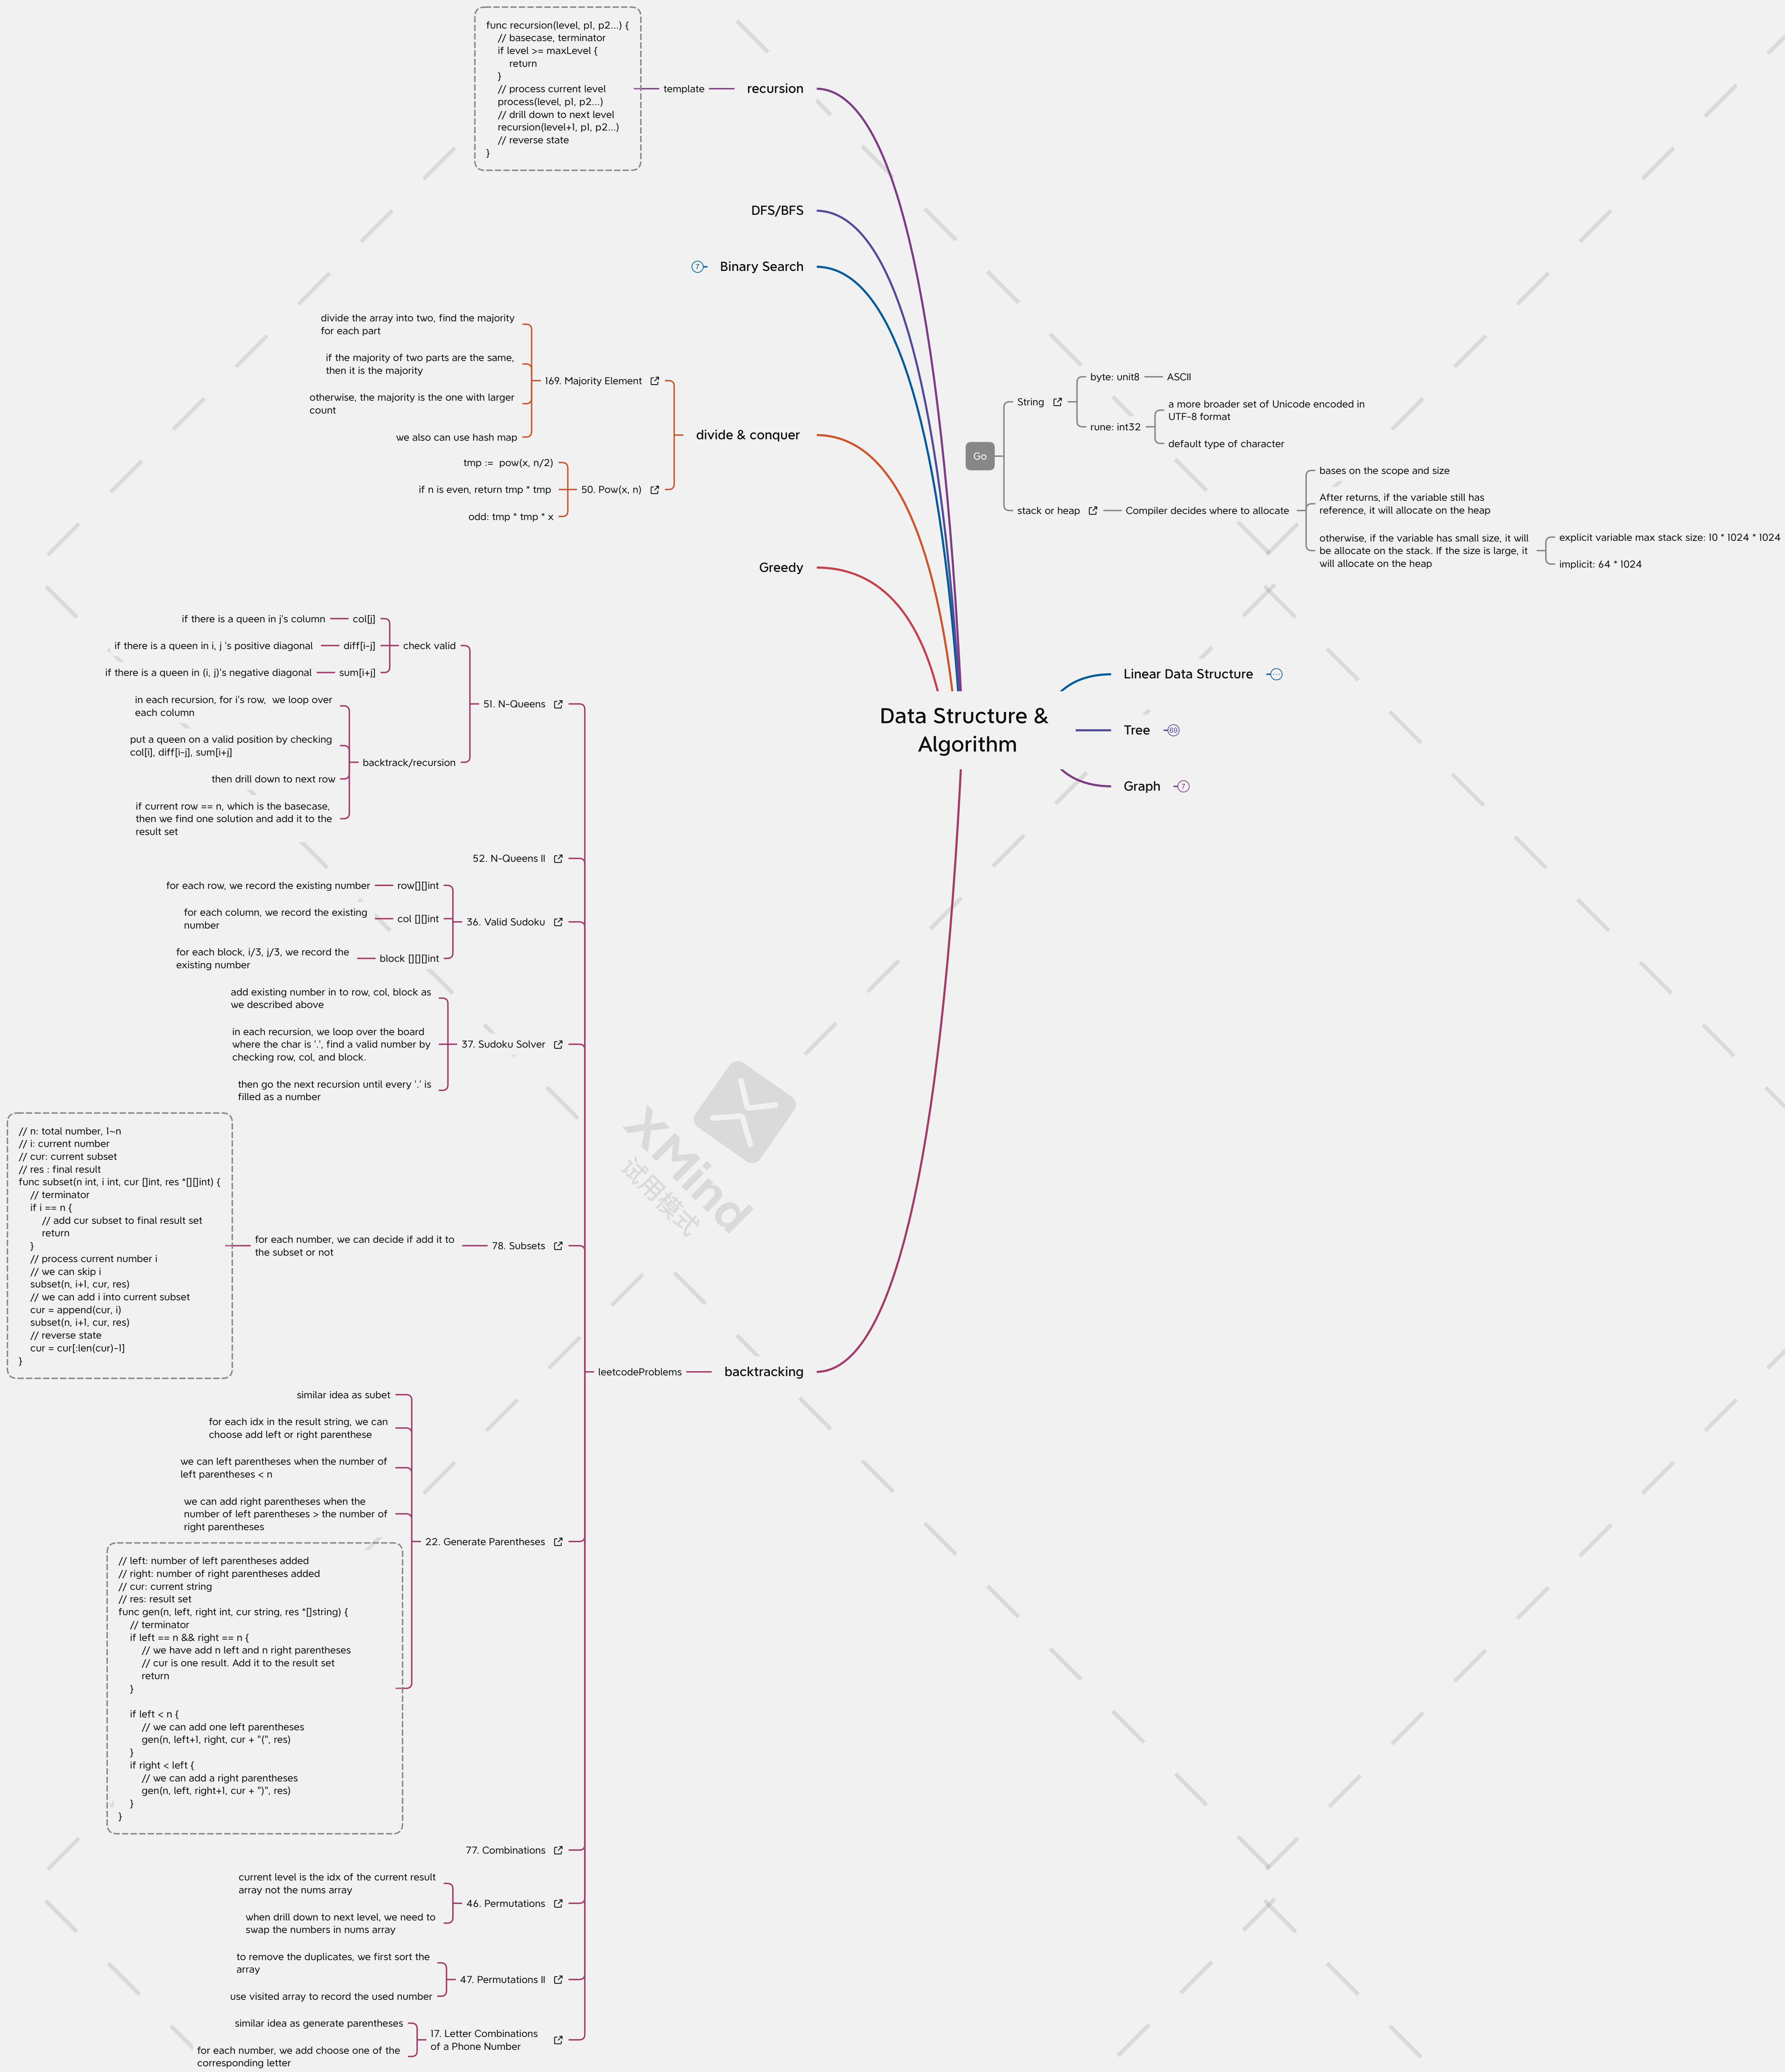 func recursion(level, p1, p2...) {
// basecase, terminator
if level >= maxLevel {
return
}
// process current level
process(level, p1, p2...)
// drill down to next level
recursion(level+1, p1, p2...)
// reverse state
}
template
recursion
DFS/BFS
7
Binary Search
divide the array into two, find the majority
for each part
if the majority of two parts are the same,
then it is the majority
otherwise, the majority is the one with larger
count
we also can use hash map
169. Majority Element
tmp := pow(x, n/2)
if n is even, return tmp * tmp
odd: tmp * tmp * x
50. Pow(x, n)
divide & conquer
Greedy
Go
String
byte: unit8
ASCII
rune: int32
a more broader set of Unicode encoded in
UTF-8 format
default type of character
stack or heap
Compiler decides where to allocate
bases on the scope and size
After returns, if the variable still has
reference, it will allocate on the heap
otherwise, if the variable has small size, it will
be allocate on the stack. If the size is large, it
will allocate on the heap
explicit variable max stack size: 10 * 1024 * 1024
implicit: 64 * 1024
Data Structure &
Algorithm
Linear Data Structure
Tree
69
Graph
7
if there is a queen in j's column
col[j]
if there is a queen in i, j 's positive diagonal
diff[i-j]
if there is a queen in (i, j)'s negative diagonal
sum[i+j]
check valid
in each recursion, for i's row, we loop over
each column
put a queen on a valid position by checking
col[i], diff[i-j], sum[i+j]
then drill down to next row
if current row == n, which is the basecase,
then we find one solution and add it to the
result set
backtrack/recursion
51. N-Queens
52. N-Queens II
for each row, we record the existing number
row[][]int
for each column, we record the existing
number
col [][]int
for each block, i/3, j/3, we record the
existing number
block [][][]int
36. Valid Sudoku
add existing number in to row, col, block as
we described above
in each recursion, we loop over the board
where the char is '.', find a valid number by
checking row, col, and block.
then go the next recursion until every '.' is
filled as a number
37. Sudoku Solver
// n: total number, 1~n
// i: current number
// cur: current subset
// res : final result
func subset(n int, i int, cur []int, res *[][]int) {
// terminator
if i == n {
// add cur subset to final result set
return
}
// process current number i
// we can skip i
subset(n, i+1, cur, res)
// we can add i into current subset
cur = append(cur, i)
subset(n, i+1, cur, res)
// reverse state
cur = cur[:len(cur)-1]
}
for each number, we can decide if add it to
the subset or not
78. Subsets
XMind
试用模式
leetcodeProblems
backtracking
similar idea as subet
for each idx in the result string, we can
choose add left or right parenthese
we can left parentheses when the number of
left parentheses < n
we can add right parentheses when the
number of left parentheses > the number of
right parentheses
// left: number of left parentheses added
// right: number of right parentheses added
// cur: current string
// res: result set
func gen(n, left, right int, cur string, res *[]string) {
// terminator
if left == n && right == n {
// we have add n left and n right parentheses
// cur is one result. Add it to the result set
return
}
if left < n {
// we can add one left parentheses
gen(n, left+1, right, cur + "(", res)
}
if right < left {
// we can add a right parentheses
gen(n, left, right+1, cur + ")", res)
}
}
22. Generate Parentheses
77. Combinations
current level is the idx of the current result
array not the nums array
when drill down to next level, we need to
swap the numbers in nums array
46. Permutations
to remove the duplicates, we first sort the
array
use visited array to record the used number
47. Permutations II
similar idea as generate parentheses
for each number, we add choose one of the
corresponding letter
17. Letter Combinations
of a Phone Number